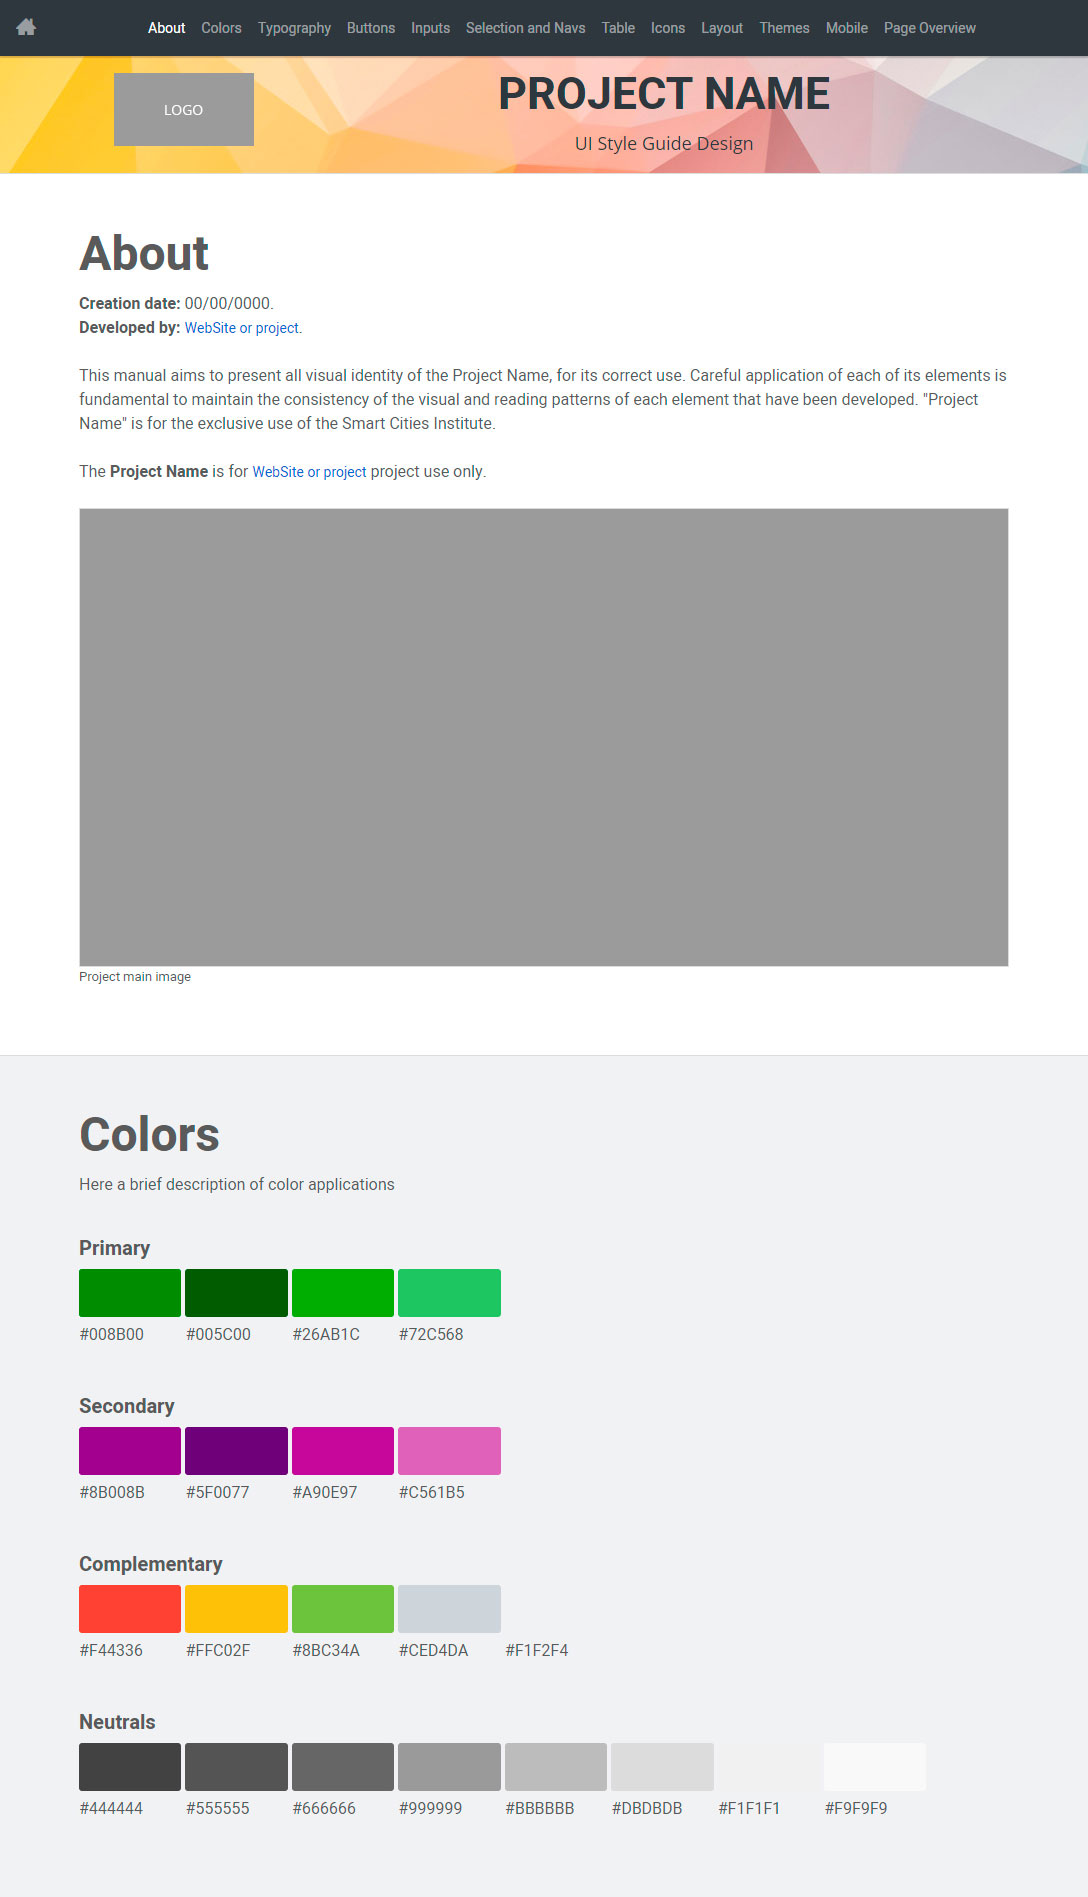 About Colors Typography Buttons Inputs Selection and Navs Table Icons Layout Themes Mobile Page Overview
LOGO
PROJECT NAME
UI Style Guide Design
About
Creation date: 00/00/0000.
Developed by: WebSite or project.
This manual aims to present all visual identity of the Project Name, for its correct use. Careful application of each of its elements is
fundamental to maintain the consistency of the visual and reading patterns of each element that have been developed. "Project
Name" is for the exclusive use of the Smart Cities Institute.
The Project Name is for WebSite or project project use only.
Project main image
Colors
Here a brief description of color applications
Primary
#008B00 #005C00 #26AB1C #72C568
Secondary
#8B008B #5F0077 #A90E97 #C561B5
Complementary
#F44336 #FFC02F #8BC34A #CED4DA #F1F2F4
Neutrals
#444444 #555555 #666666 #999999 #BBBBBB #DBDBDB #F1F1F1 #F9F9F9